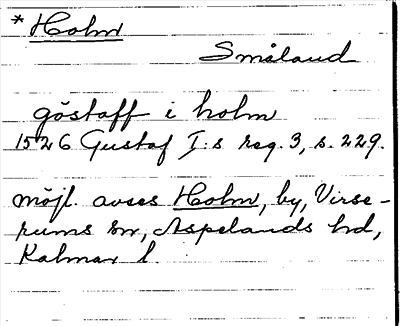 * Holm
Småland
göstaff i holm
1526 Gustaf I:s reg. 3, s. 229.
möjl. avses Holm, by, Virse-
rums sn, Aspelands hd,
Kalmar l.